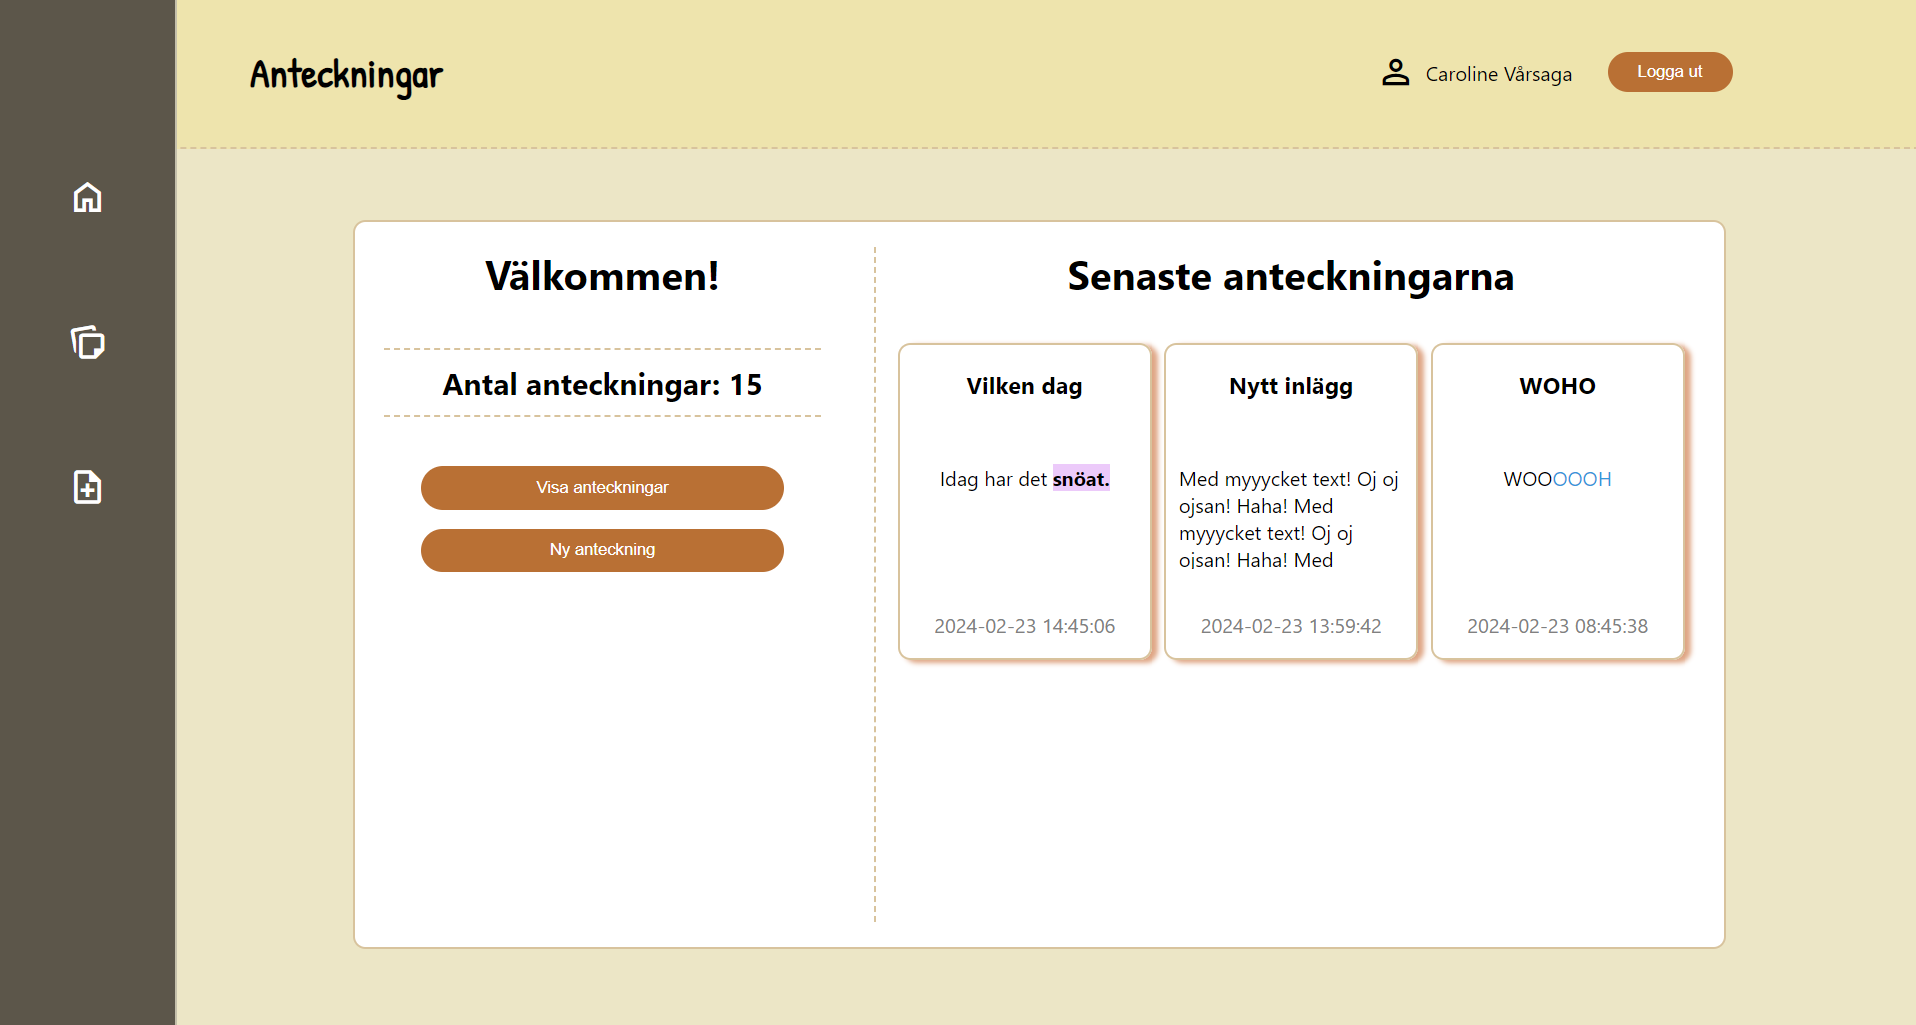 Anteckningar
Caroline Vårsaga
Logga ut
Välkommen!
Antal anteckningar: 15
Visa anteckningar
Ny anteckning
Senaste anteckningarna
Vilken dag
Idag har det snöat.
2024-02-23 14:45:06
Nytt inlägg
Med myyycket text! Oj oj
ojsan! Haha! Med
myyycket text! Oj oj
ojsan! Haha! Med
2024-02-23 13:59:42
WOHO
WOOOOOH
2024-02-23 08:45:38